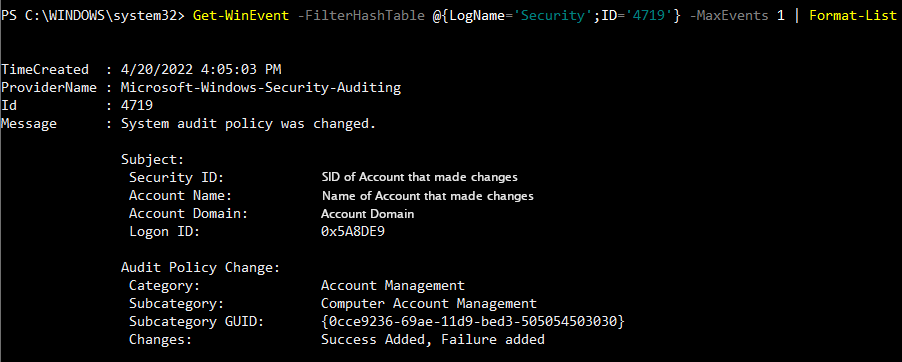 PS C:\WINDOWS\system32> Get-WinEvent -FilterHashTable @{LogName='Security';ID='4719'} -MaxEvents 1 | Format-List
TimeCreated  : 4/20/2022 4:05:03 PM
ProviderName : Microsoft-Windows-Security-Auditing
Id           : 4719
Message      : System audit policy was changed.
Subject:
Security ID: SID of Account that made changes
Account Name: Name of Account that made changes
Account Domain: Account Domain
Logon ID: 0x5A8DE9
Audit Policy Change:
Category: Account Management
Subcategory: Computer Account Management
Subcategory GUID: {0cce9236-69ae-11d9-bed3-505054503030}
Changes: Success Added, Failure added